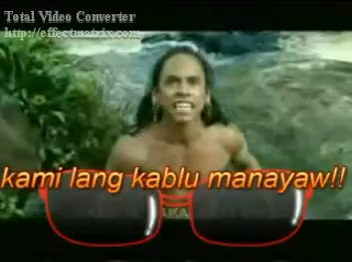 Total Video Converter
http://effectmatrix.com
kami lang kablu manayaw!!